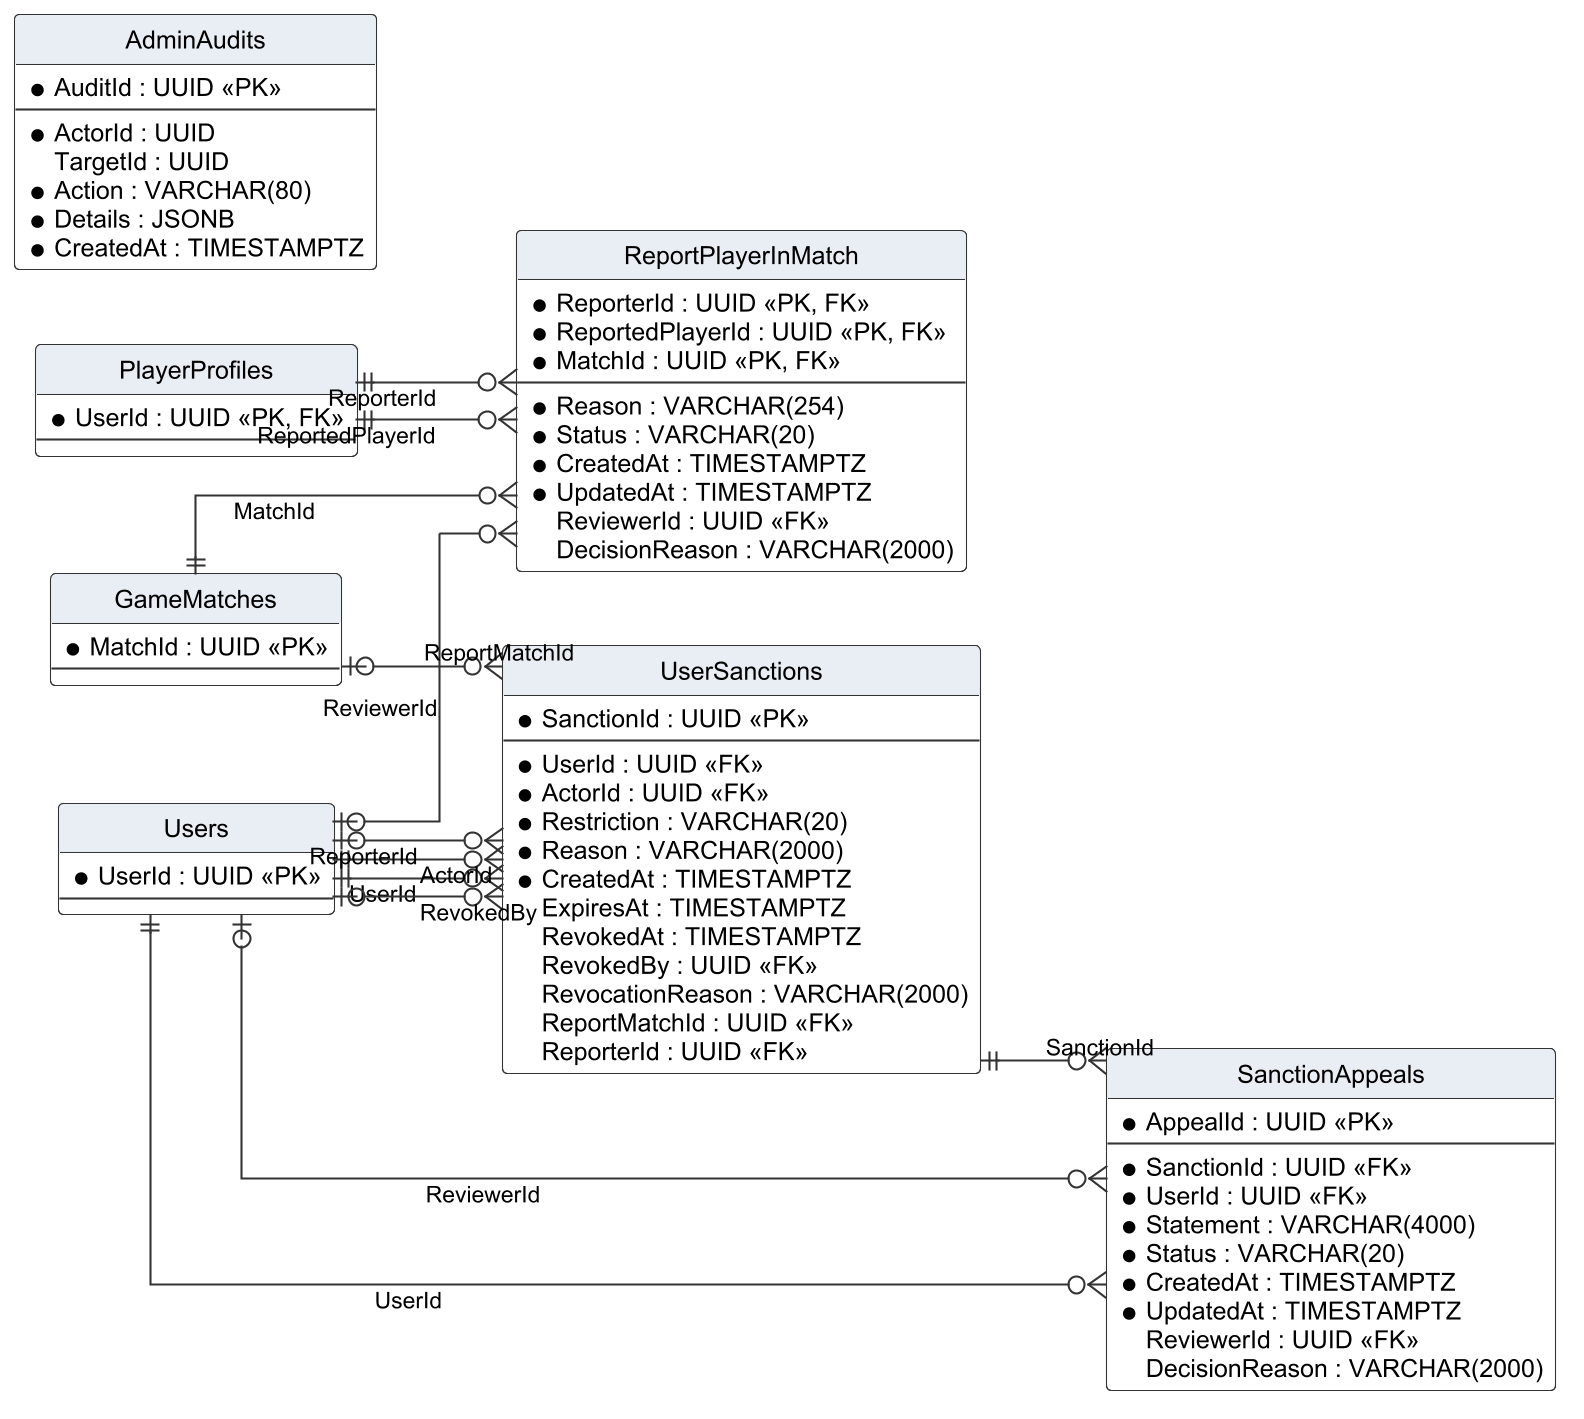 AdminAudits
AuditId : UUID «PK»
ActorId : UUID
TargetId : UUID
Action : VARCHAR(80)
Details : JSONB
CreatedAt : TIMESTAMPTZ
ReportPlayerInMatch
ReporterId : UUID «PK, FK»
ReportedPlayerId : UUID «PK, FK»
MatchId : UUID «PK, FK»
Reason : VARCHAR(254)
Status : VARCHAR(20)
CreatedAt : TIMESTAMPTZ
UpdatedAt : TIMESTAMPTZ
ReviewerId : UUID «FK»
DecisionReason : VARCHAR(2000)
PlayerProfiles
UserId : UUID «PK, FK»
ReporterId
ReportedPlayerId
MatchId
GameMatches
MatchId : UUID «PK»
ReportMatchId
ReviewerId
UserSanctions
SanctionId : UUID «PK»
UserId : UUID «FK»
ActorId : UUID «FK»
Restriction : VARCHAR(20)
Reason : VARCHAR(2000)
CreatedAt : TIMESTAMPTZ
ExpiresAt : TIMESTAMPTZ
RevokedAt : TIMESTAMPTZ
RevokedBy : UUID «FK»
RevocationReason : VARCHAR(2000)
ReportMatchId : UUID «FK»
ReporterId : UUID «FK»
Users
UserId : UUID «PK»
ReporterId
ActorId
UserId
RevokedBy
SanctionId
SanctionAppeals
AppealId : UUID «PK»
SanctionId : UUID «FK»
UserId : UUID «FK»
Statement : VARCHAR(4000)
Status : VARCHAR(20)
CreatedAt : TIMESTAMPTZ
UpdatedAt : TIMESTAMPTZ
ReviewerId : UUID «FK»
DecisionReason : VARCHAR(2000)
ReviewerId
UserId